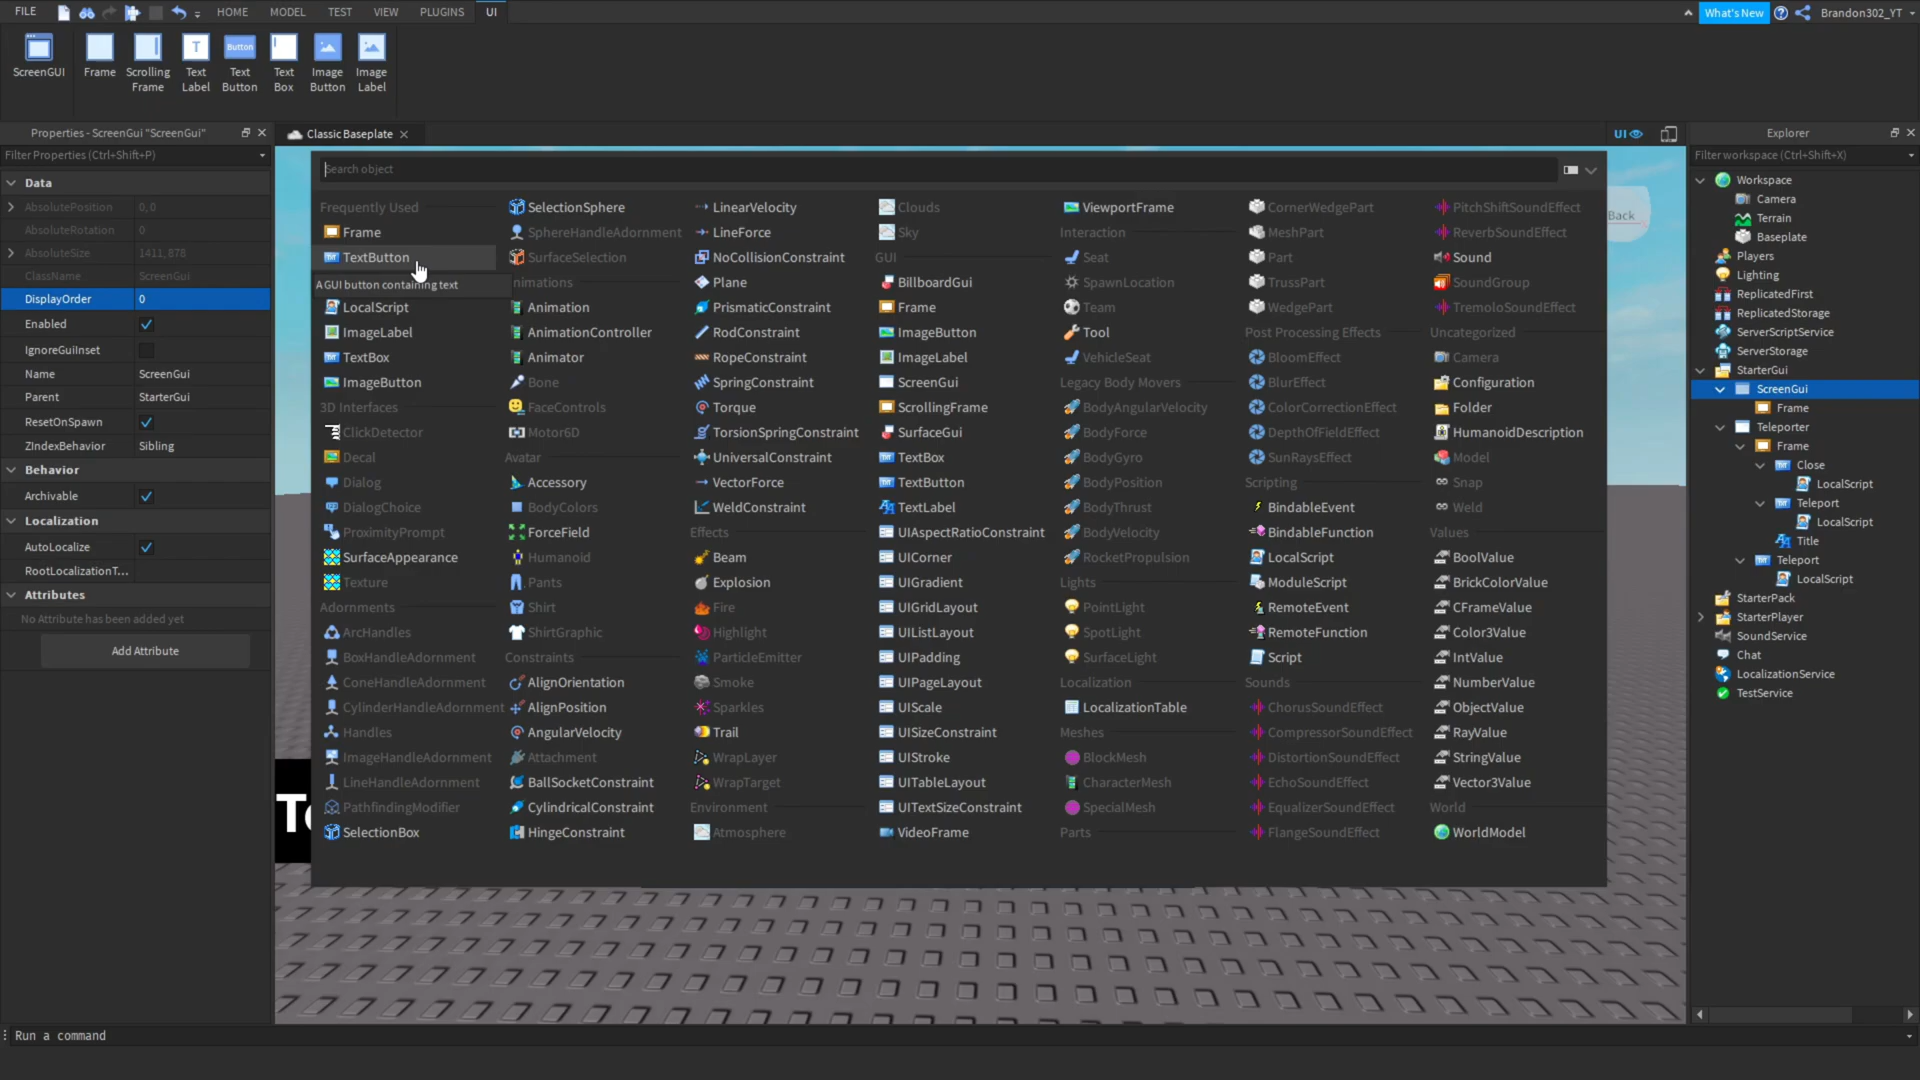 FILE
HOME
MODEL
TEST
VIEW
PLUGINS
UI
What's New
Brandon302_YT
ScreenGUI
Frame
Scrolling Frame
Text Label
Button
Text Button
Text Box
Image Button
Image Label
Properties - ScreenGui "ScreenGui"
Filter Properties (Ctrl+Shift+P)
Data
AbsolutePosition 0, 0
AbsoluteRotation 0
AbsoluteSize 1411, 878
ClassName ScreenGui
DisplayOrder 0
Enabled
IgnoreGuiInset
Name ScreenGui
Parent StarterGui
ResetOnSpawn
ZIndexBehavior Sibling
Behavior
Archivable
Localization
AutoLocalize
RootLocalizationT...
Attributes
No Attribute has been added yet
Add Attribute
Classic Baseplate
UI
Search object
Frequently Used
Frame
TextButton
A GUI button containing text
LocalScript
ImageLabel
TextBox
ImageButton
3D Interfaces
ClickDetector
Decal
Dialog
DialogChoice
ProximityPrompt
SurfaceAppearance
Texture
Adornments
ArcHandles
BoxHandleAdornment
ConeHandleAdornment
CylinderHandleAdornment
Handles
ImageHandleAdornment
LineHandleAdornment
PathfindingModifier
SelectionBox
SelectionSphere
SphereHandleAdornment
SurfaceSelection
nimations
Animation
AnimationController
Animator
Bone
FaceControls
Motor6D
Avatar
Accessory
BodyColors
ForceField
Humanoid
Pants
Shirt
ShirtGraphic
Constraints
AlignOrientation
AlignPosition
AngularVelocity
Attachment
BallSocketConstraint
CylindricalConstraint
HingeConstraint
LinearVelocity
LineForce
NoCollisionConstraint
Plane
PrismaticConstraint
RodConstraint
RopeConstraint
SpringConstraint
Torque
TorsionSpringConstraint
UniversalConstraint
VectorForce
WeldConstraint
Effects
Beam
Explosion
Fire
Highlight
ParticleEmitter
Smoke
Sparkles
Trail
WrapLayer
WrapTarget
Environment
Atmosphere
Clouds
Sky
GUI
BillboardGui
Frame
ImageButton
ImageLabel
ScreenGui
ScrollingFrame
SurfaceGui
TextBox
TextButton
TextLabel
UIAspectRatioConstraint
UICorner
UIGradient
UIGridLayout
UIListLayout
UIPadding
UIPageLayout
UIScale
UISizeConstraint
UIStroke
UITableLayout
UITextSizeConstraint
VideoFrame
ViewportFrame
Interaction
Seat
SpawnLocation
Team
Tool
VehicleSeat
Legacy Body Movers
BodyAngularVelocity
BodyForce
BodyGyro
BodyPosition
BodyThrust
BodyVelocity
RocketPropulsion
Lights
PointLight
SpotLight
SurfaceLight
Localization
LocalizationTable
Meshes
BlockMesh
CharacterMesh
SpecialMesh
Parts
CornerWedgePart
MeshPart
Part
TrussPart
WedgePart
Post Processing Effects
BloomEffect
BlurEffect
ColorCorrectionEffect
DepthOfFieldEffect
SunRaysEffect
Scripting
BindableEvent
BindableFunction
LocalScript
ModuleScript
RemoteEvent
RemoteFunction
Script
Sounds
ChorusSoundEffect
CompressorSoundEffect
DistortionSoundEffect
EchoSoundEffect
EqualizerSoundEffect
FlangeSoundEffect
PitchShiftSoundEffect
ReverbSoundEffect
Sound
SoundGroup
TremoloSoundEffect
Uncategorized
Camera
Configuration
Folder
HumanoidDescription
Model
Snap
Weld
Values
BoolValue
BrickColorValue
CFrameValue
Color3Value
IntValue
NumberValue
ObjectValue
RayValue
StringValue
Vector3Value
World
WorldModel
Back
Te
Explorer
Filter workspace (Ctrl+Shift+X)
Workspace
Camera
Terrain
Baseplate
Players
Lighting
ReplicatedFirst
ReplicatedStorage
ServerScriptService
ServerStorage
StarterGui
ScreenGui
Frame
Teleporter
Frame
Close
LocalScript
Teleport
LocalScript
Title
Teleport
LocalScript
StarterPack
StarterPlayer
SoundService
Chat
LocalizationService
TestService
Run a command